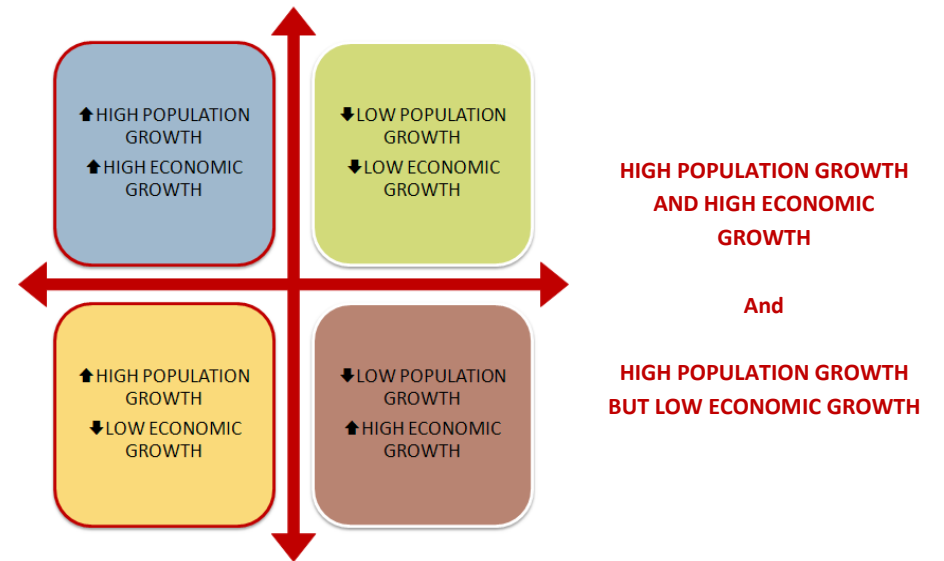 ⬆HIGH POPULATION
GROWTH
⬆HIGH ECONOMIC
GROWTH
⬇LOW POPULATION
GROWTH
⬇LOW ECONOMIC
GROWTH
⬆HIGH POPULATION
GROWTH
⬇LOW ECONOMIC
GROWTH
⬇LOW POPULATION
GROWTH
⬆HIGH ECONOMIC
GROWTH
HIGH POPULATION GROWTH
AND HIGH ECONOMIC
GROWTH
And
HIGH POPULATION GROWTH
BUT LOW ECONOMIC GROWTH